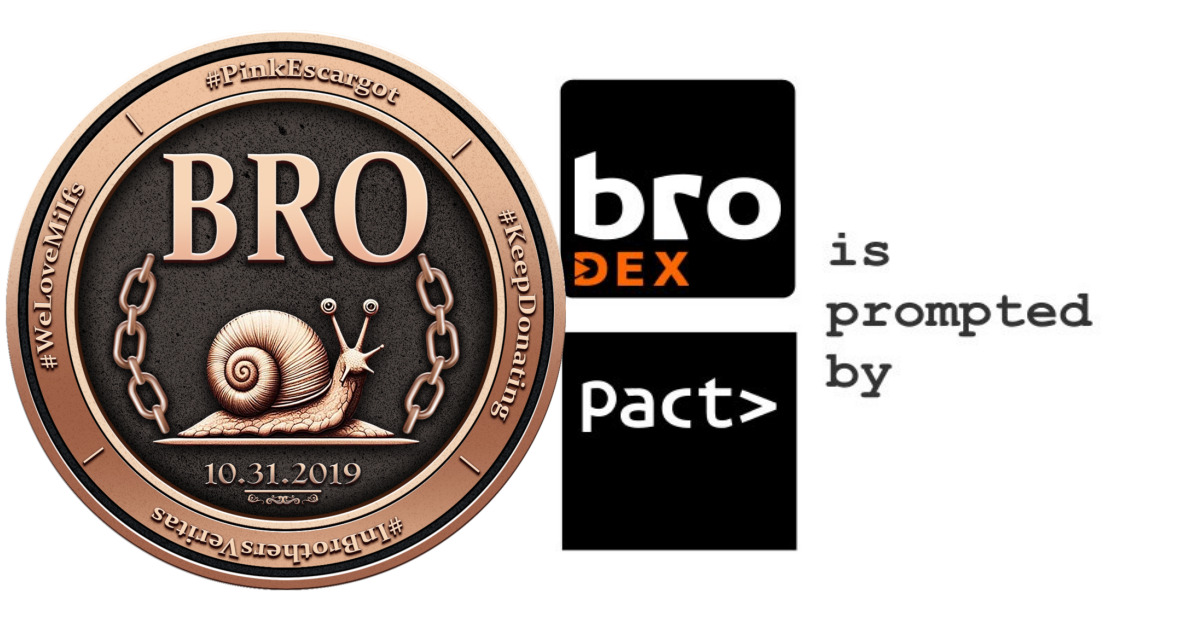 #PinkEscargot
#WeLoveMilfs
#KeepDonating
BRO
10.31.2019
#InBrothersVeritas
bro
DEX
Pact>
is
prompted
by